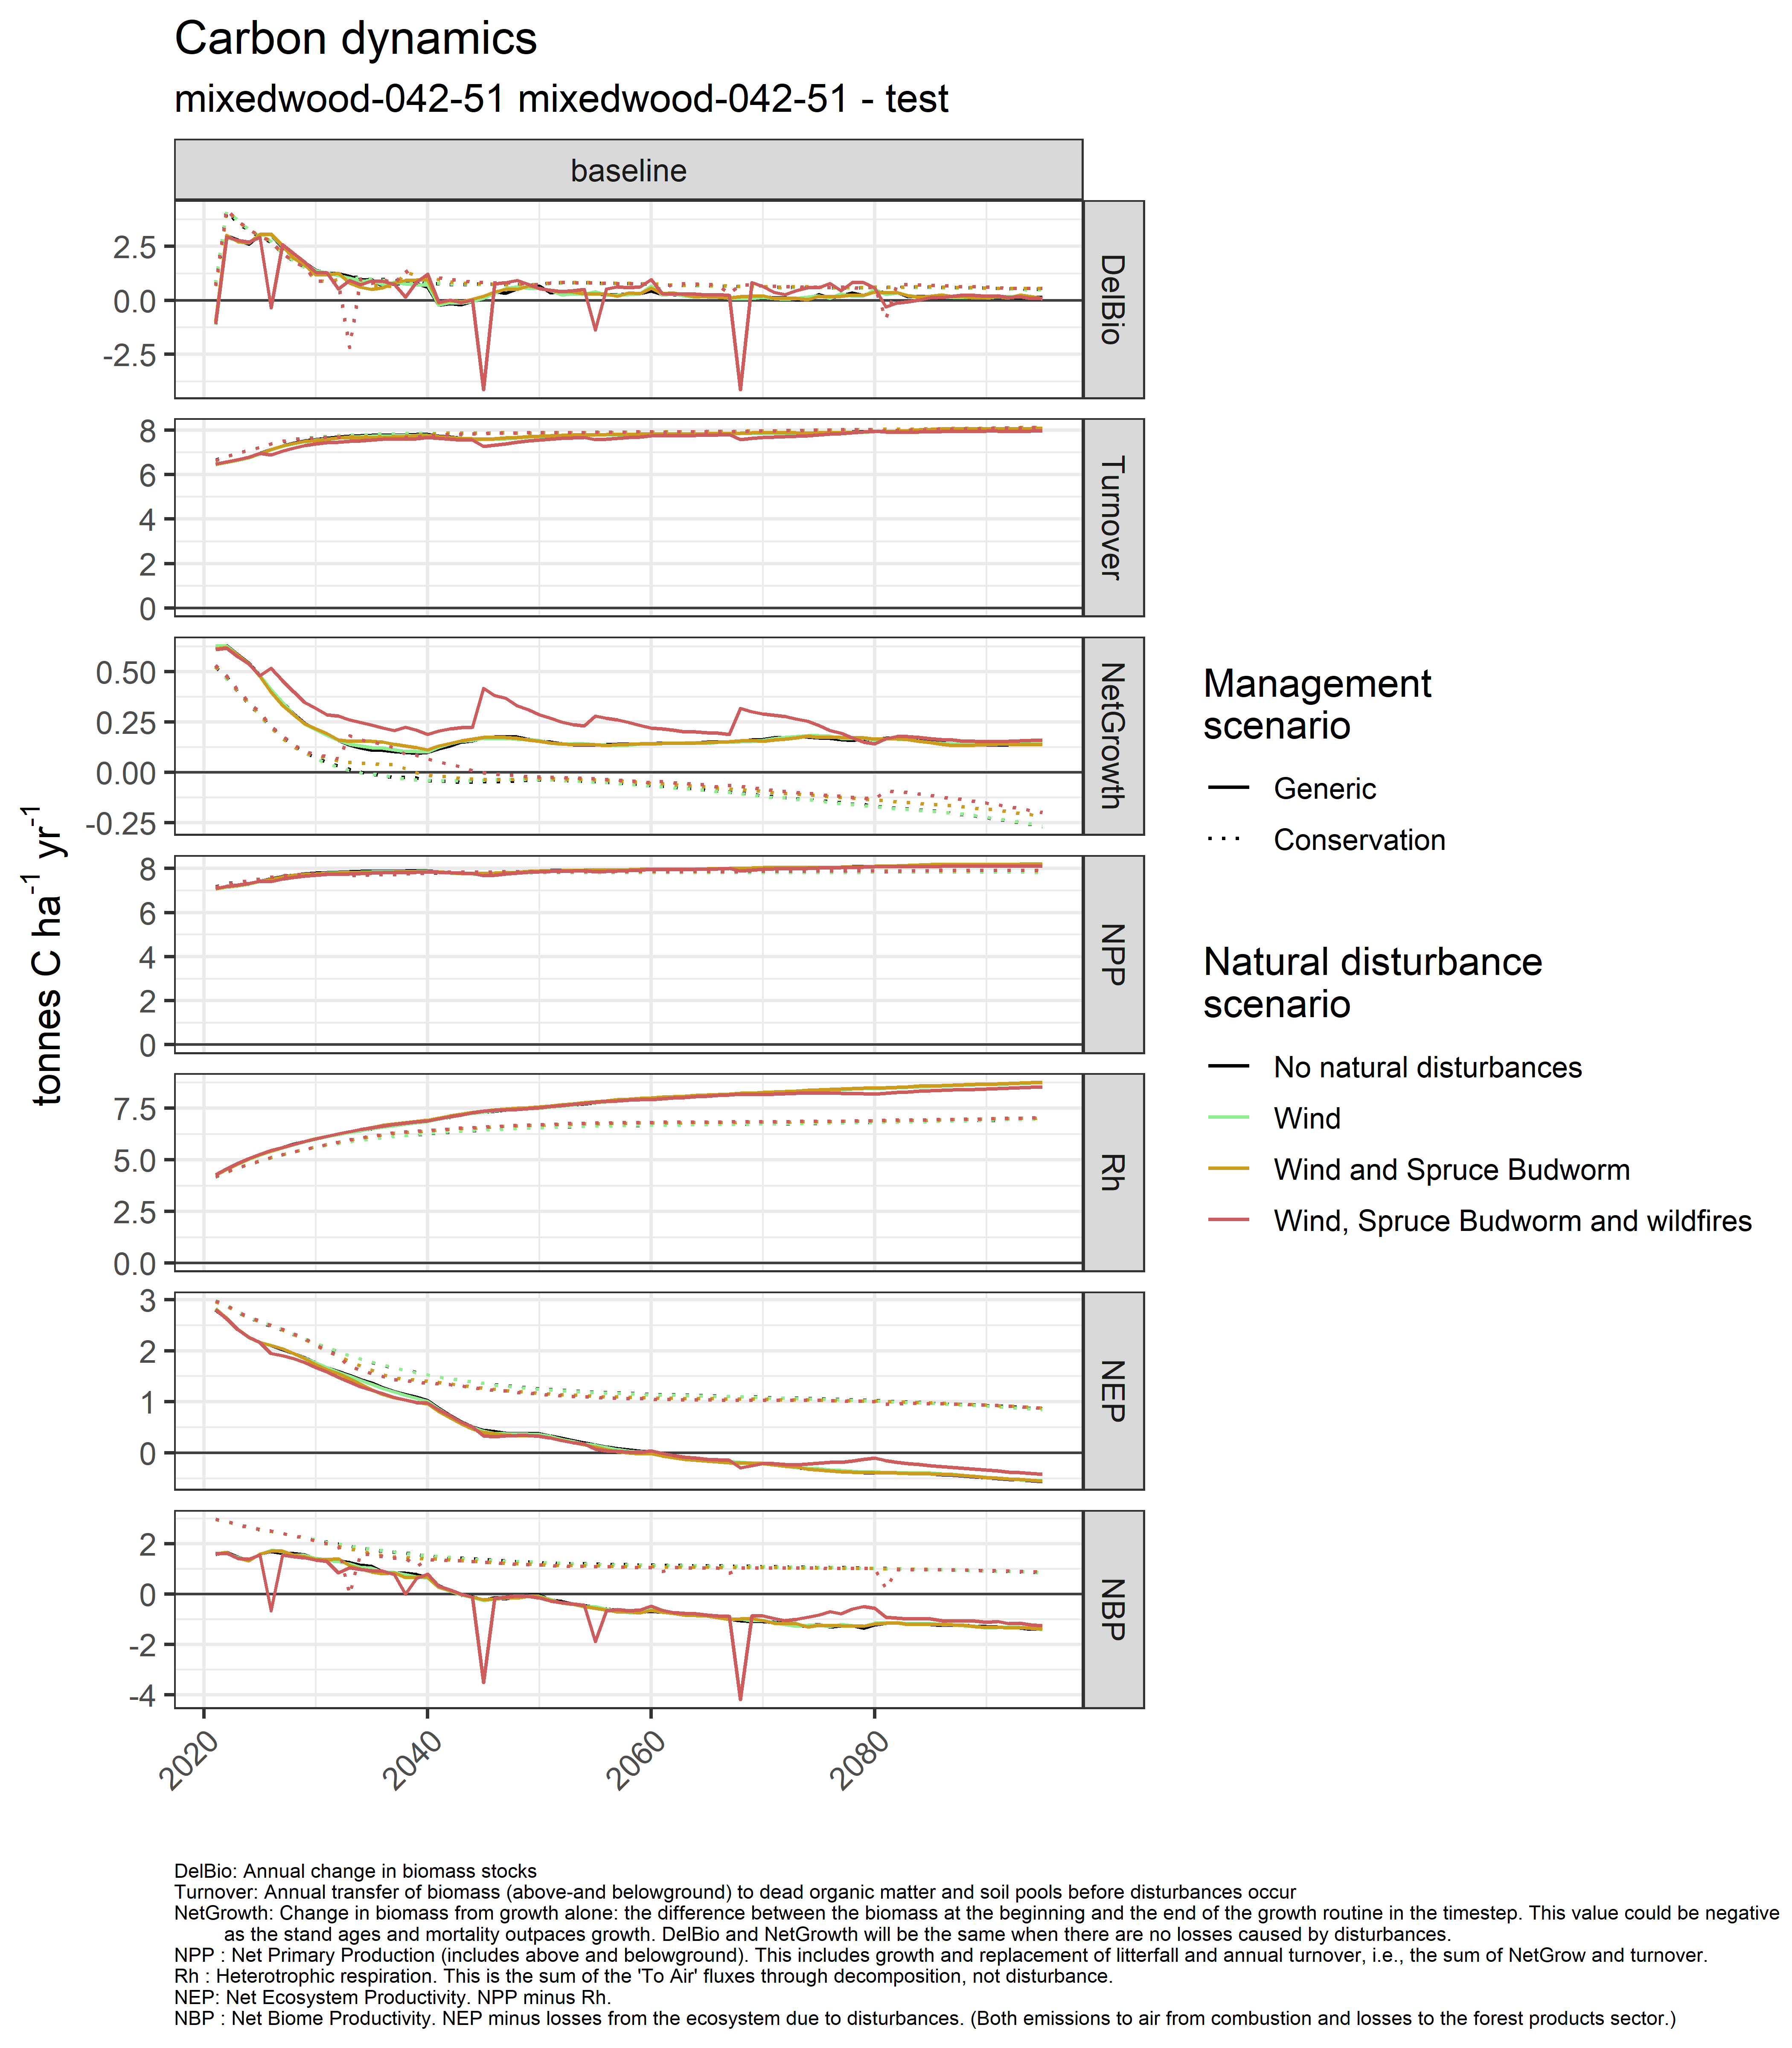 Carbon dynamics
mixedwood-042-51 mixedwood-042-51 - test
baseline
2.5
0.0
-2.5
DelBio
8
6
4
2
0
Turnover
0.50
0.25
0.00
-0.25
NetGrowth
8
6
4
2
0
NPP
7.5
5.0
2.5
0.0
Rh
3
2
1
0
NEP
2
0
-2
-4
NBP
2020
2040
2060
2080
tonnes C ha⁻¹ yr⁻¹
Management
scenario
Generic
Conservation
Natural disturbance
scenario
No natural disturbances
Wind
Wind and Spruce Budworm
Wind, Spruce Budworm and wildfires
DelBio: Annual change in biomass stocks
Turnover: Annual transfer of biomass (above-and belowground) to dead organic matter and soil pools before disturbances occur
NetGrowth: Change in biomass from growth alone: the difference between the biomass at the beginning and the end of the growth routine in the timestep. This value could be negative
as the stand ages and mortality outpaces growth. DelBio and NetGrowth will be the same when there are no losses caused by disturbances.
NPP : Net Primary Production (includes above and belowground). This includes growth and replacement of litterfall and annual turnover, i.e., the sum of NetGrow and turnover.
Rh : Heterotrophic respiration. This is the sum of the 'To Air' fluxes through decomposition, not disturbance.
NEP: Net Ecosystem Productivity. NPP minus Rh.
NBP : Net Biome Productivity. NEP minus losses from the ecosystem due to disturbances. (Both emissions to air from combustion and losses to the forest products sector.)